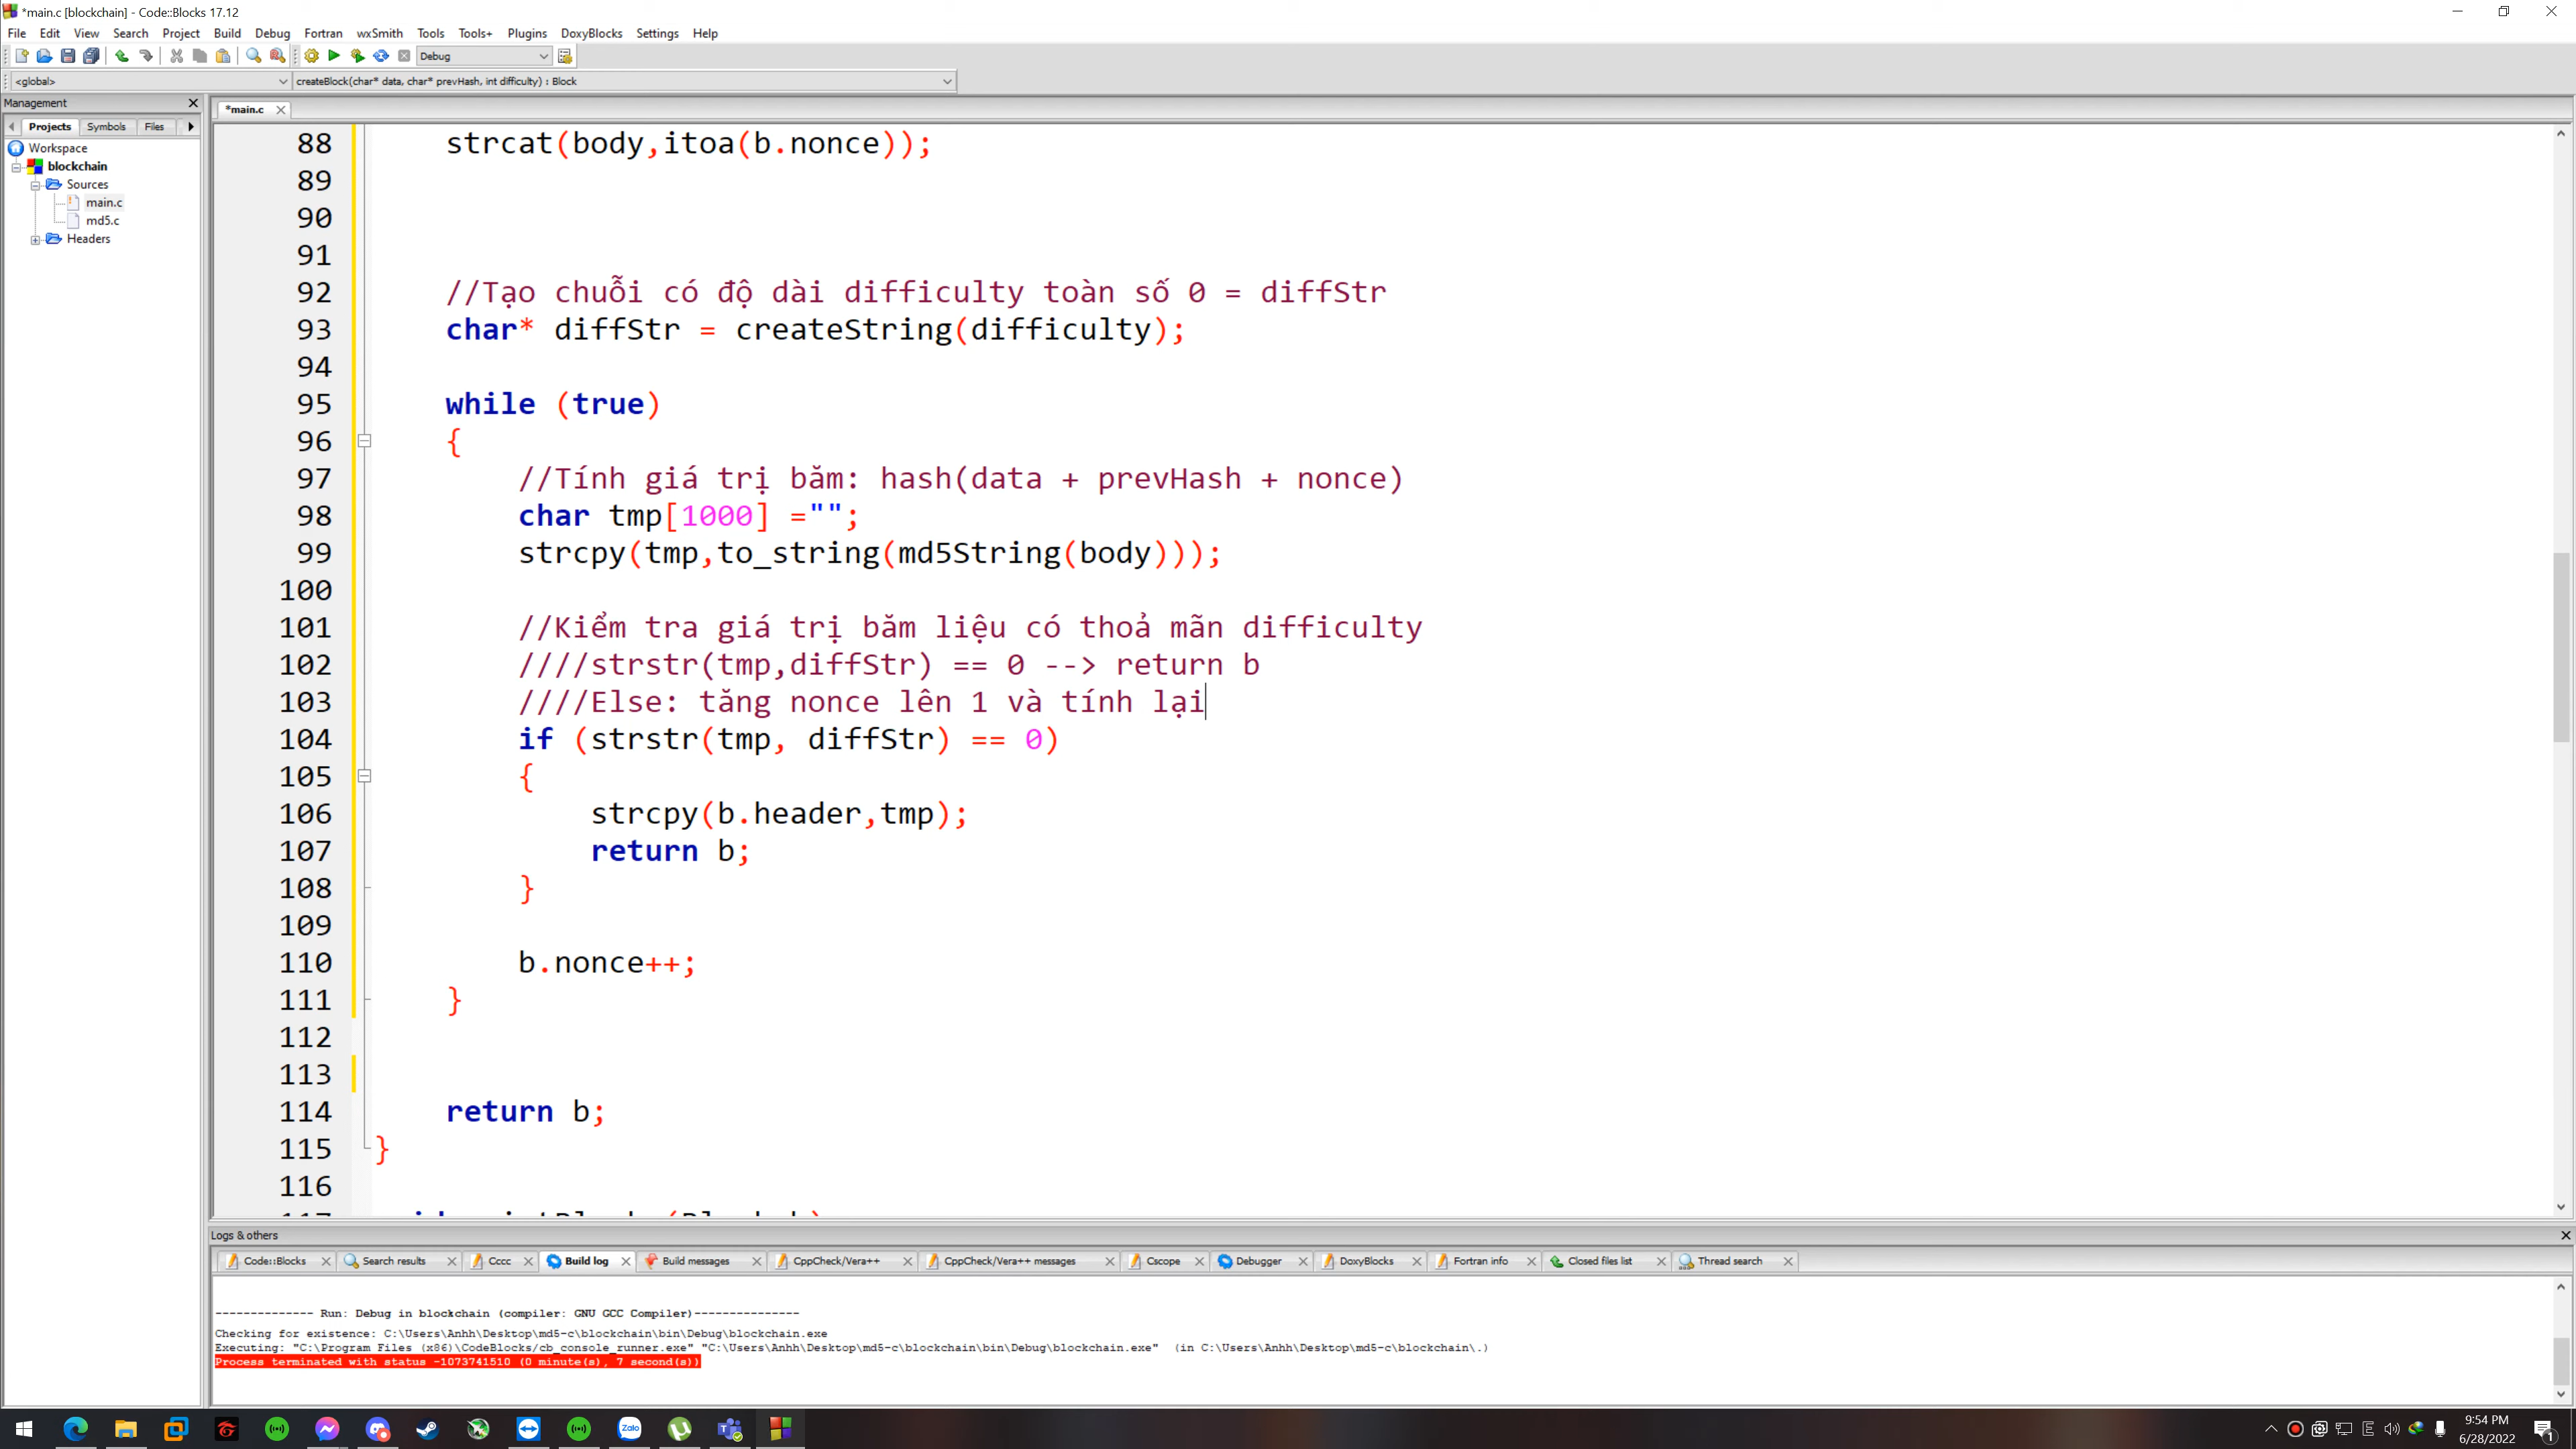 *main.c [blockchain] - Code::Blocks 17.12
File Edit View Search Project Build Debug Fortran wxSmith Tools Tools+ Plugins DoxyBlocks Settings Help
Debug
<global> createBlock(char* data, char* prevHash, int difficulty) : Block
Management
*main.c
Projects Symbols Files
Workspace
blockchain
Sources
main.c
md5.c
Headers
88 strcat(body,itoa(b.nonce));
89
90
91
92 //Tạo chuỗi có độ dài difficulty toàn số 0 = diffStr
93 char* diffStr = createString(difficulty);
94
95 while (true)
96 {
97 //Tính giá trị băm: hash(data + prevHash + nonce)
98 char tmp[1000] ="";
99 strcpy(tmp,to_string(md5String(body)));
100
101 //Kiểm tra giá trị băm liệu có thoả mãn difficulty
102 ////strstr(tmp,diffStr) == 0 --> return b
103 ////Else: tăng nonce lên 1 và tính lại
104 if (strstr(tmp, diffStr) == 0)
105 {
106 strcpy(b.header,tmp);
107 return b;
108 }
109
110 b.nonce++;
111 }
112
113
114 return b;
115 }
116
Logs & others
Code::Blocks Search results Cccc Build log Build messages CppCheck/Vera++ CppCheck/Vera++ messages Cscope Debugger DoxyBlocks Fortran info Closed files list Thread search
-------------- Run: Debug in blockchain (compiler: GNU GCC Compiler)---------------
Checking for existence: C:\Users\Anhh\Desktop\md5-c\blockchain\bin\Debug\blockchain.exe
Executing: "C:\Program Files (x86)\CodeBlocks/cb_console_runner.exe" "C:\Users\Anhh\Desktop\md5-c\blockchain\bin\Debug\blockchain.exe"  (in C:\Users\Anhh\Desktop\md5-c\blockchain\.)
Process terminated with status -1073741510 (0 minute(s), 7 second(s))
Zalo
9:54 PM
6/28/2022